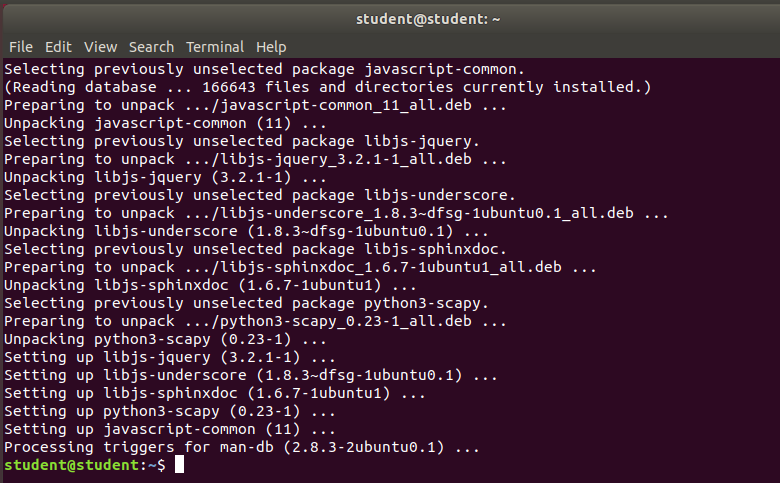 student@student: ~
File Edit View Search Terminal Help
Selecting previously unselected package javascript-common.
(Reading database ... 166643 files and directories currently installed.)
Preparing to unpack .../javascript-common_11_all.deb ...
Unpacking javascript-common (11) ...
Selecting previously unselected package libjs-jquery.
Preparing to unpack .../libjs-jquery_3.2.1-1_all.deb ...
Unpacking libjs-jquery (3.2.1-1) ...
Selecting previously unselected package libjs-underscore.
Preparing to unpack .../libjs-underscore_1.8.3~dfsg-1ubuntu0.1_all.deb ...
Unpacking libjs-underscore (1.8.3~dfsg-1ubuntu0.1) ...
Selecting previously unselected package libjs-sphinxdoc.
Preparing to unpack .../libjs-sphinxdoc_1.6.7-1ubuntu1_all.deb ...
Unpacking libjs-sphinxdoc (1.6.7-1ubuntu1) ...
Selecting previously unselected package python3-scapy.
Preparing to unpack .../python3-scapy_0.23-1_all.deb ...
Unpacking python3-scapy (0.23-1) ...
Setting up libjs-jquery (3.2.1-1) ...
Setting up libjs-underscore (1.8.3~dfsg-1ubuntu0.1) ...
Setting up libjs-sphinxdoc (1.6.7-1ubuntu1) ...
Setting up python3-scapy (0.23-1) ...
Setting up javascript-common (11) ...
Processing triggers for man-db (2.8.3-2ubuntu0.1) ...
student@student:~$